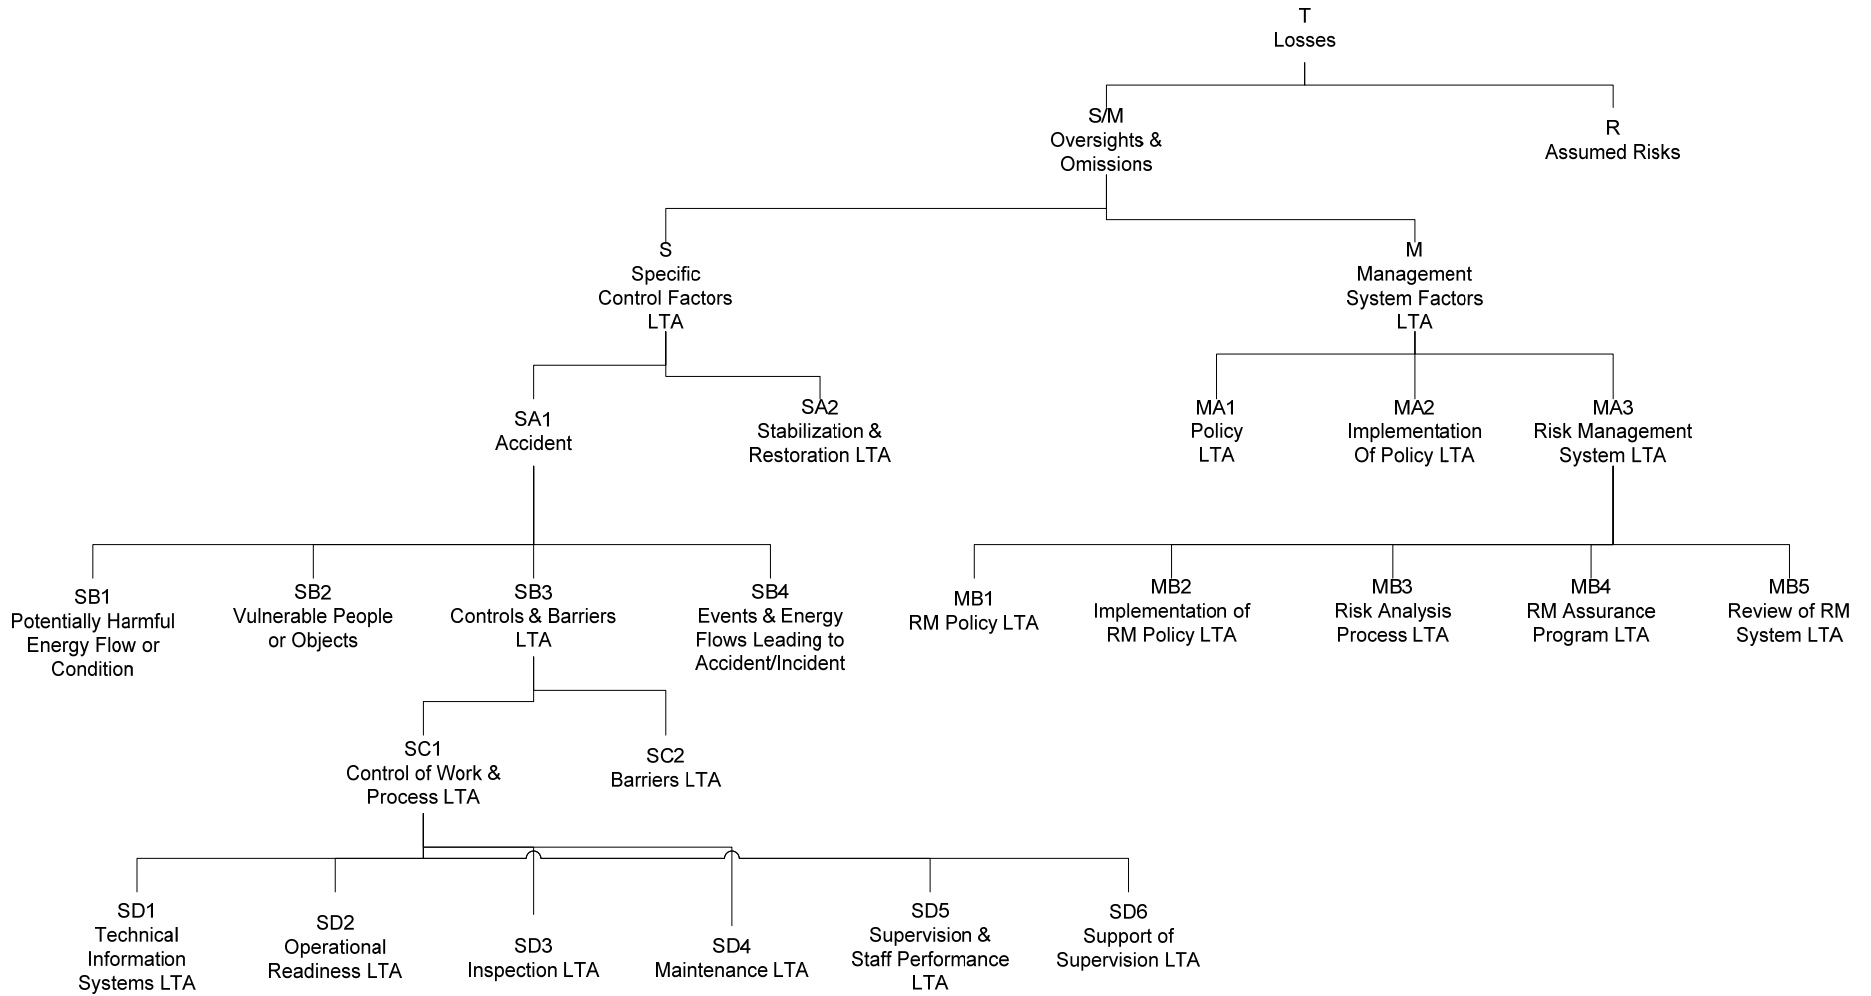 T
Losses
S/M
Oversights &
Omissions
R
Assumed Risks
S
Specific
Control Factors
LTA
M
Management
System Factors
LTA
SA1
Accident
SA2
Stabilization &
Restoration LTA
MA1
Policy
LTA
MA2
Implementation
Of Policy LTA
MA3
Risk Management
System LTA
SB1
Potentially Harmful
Energy Flow or
Condition
SB2
Vulnerable People
or Objects
SB3
Controls & Barriers
LTA
SB4
Events & Energy
Flows Leading to
Accident/Incident
MB1
RM Policy LTA
MB2
Implementation of
RM Policy LTA
MB3
Risk Analysis
Process LTA
MB4
RM Assurance
Program LTA
MB5
Review of RM
System LTA
SC1
Control of Work &
Process LTA
SC2
Barriers LTA
SD1
Technical
Information
Systems LTA
SD2
Operational
Readiness LTA
SD3
Inspection LTA
SD4
Maintenance LTA
SD5
Supervision &
Staff Performance
LTA
SD6
Support of
Supervision LTA